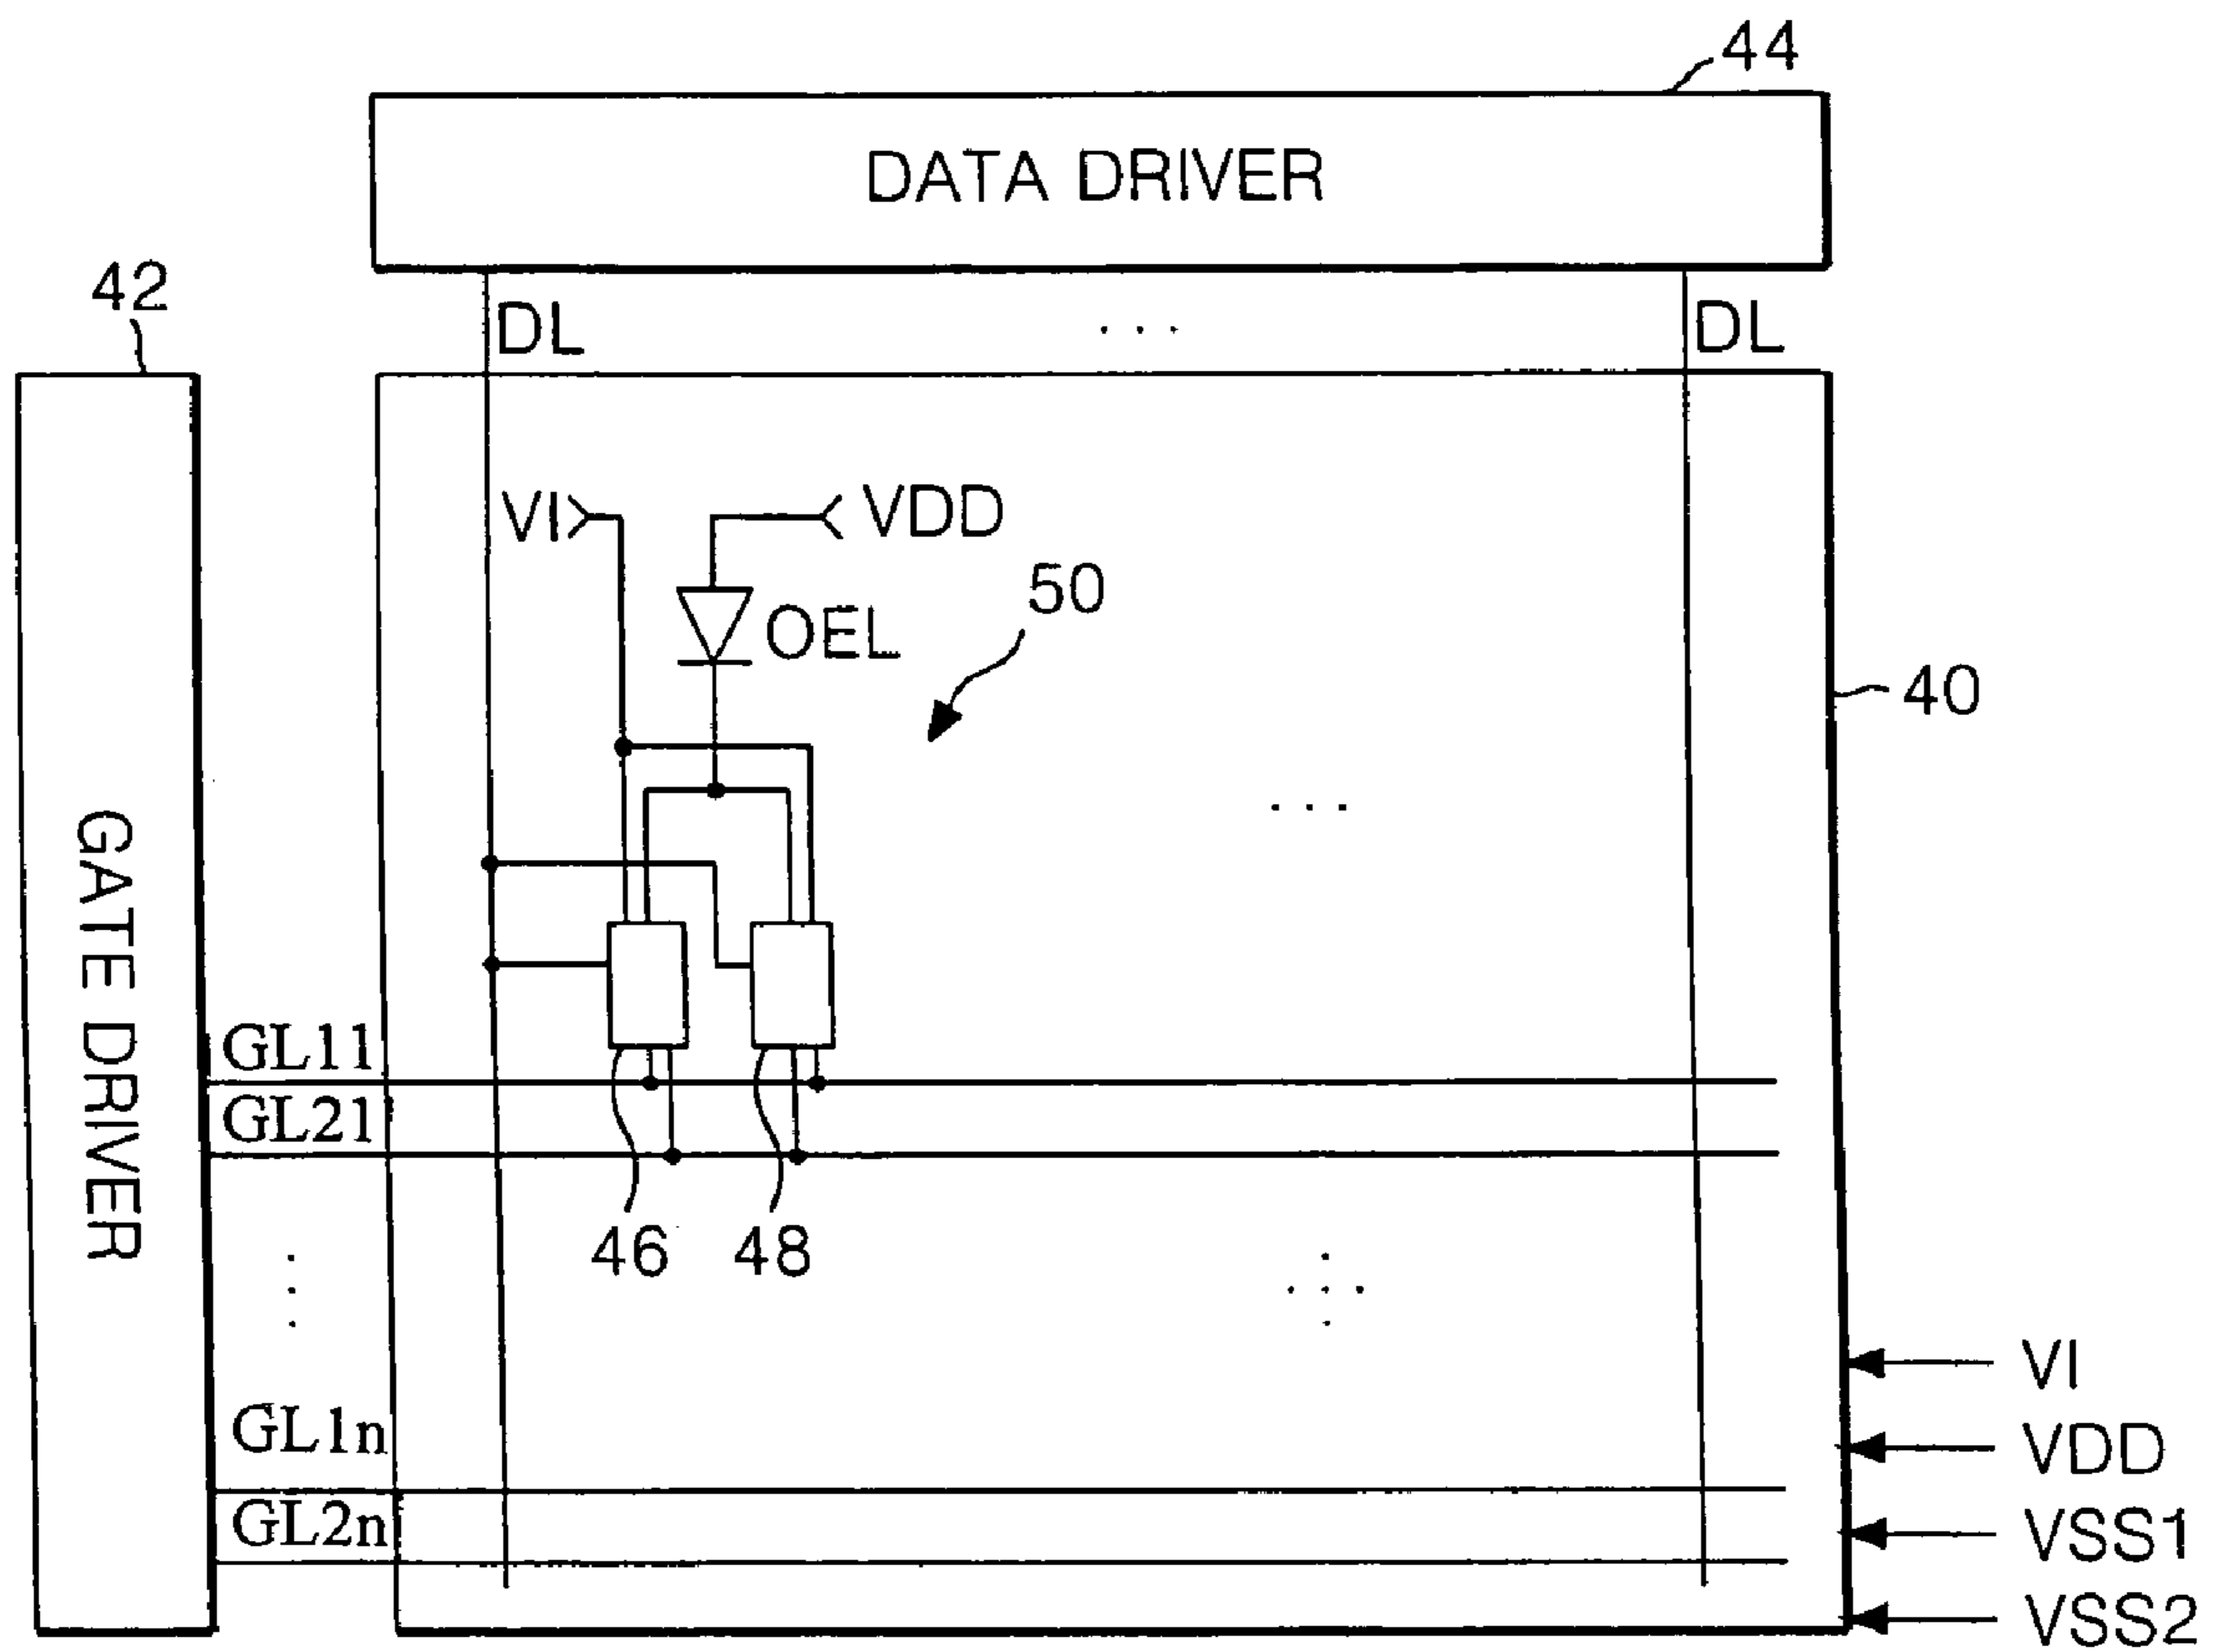 44
DATA DRIVER
42
DL
...
DL
VI
VDD
50
OEL
40
...
GATE DRIVER
GL11
GL21
46
48
VI
GL1n
VDD
GL2n
VSS1
VSS2